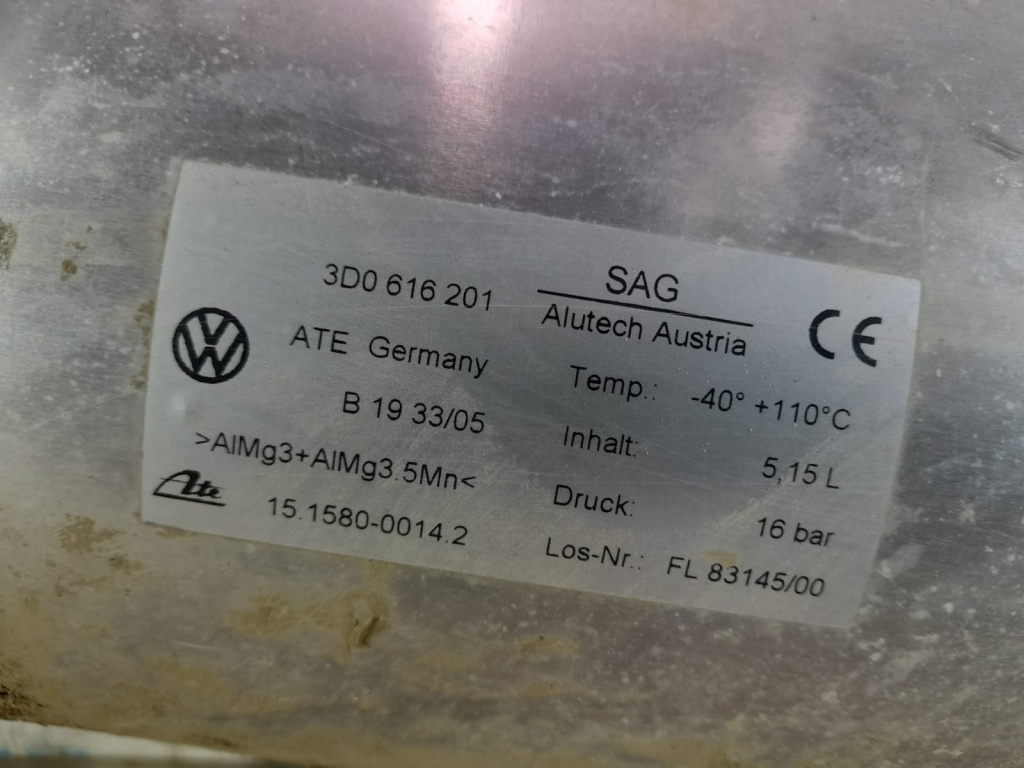 3D0 616 201
ATE Germany
B 19 33/05
>AlMg3+AlMg3.5Mn<
Ate
15.1580-0014.2
SAG
Alutech Austria
CE
Temp.: -40° +110°C
Inhalt: 5,15 L
Druck: 16 bar
Los-Nr.: FL 83145/00
VW